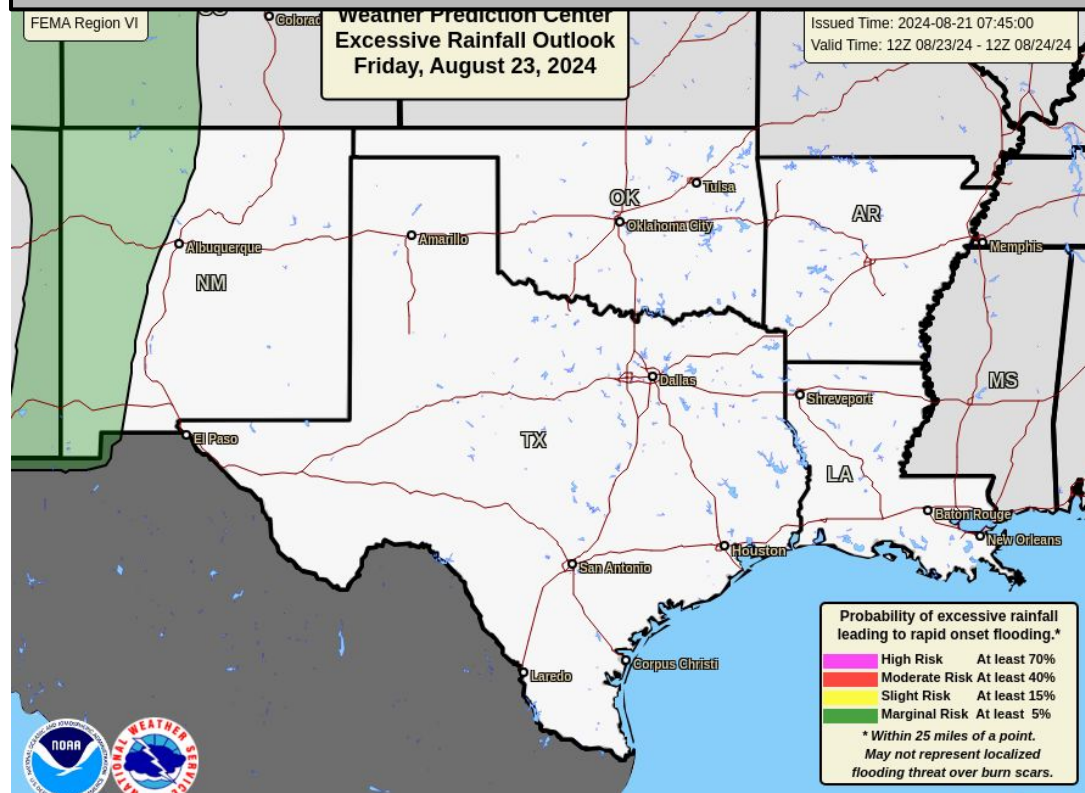 FEMA Region VI
Weather Prediction Center
Excessive Rainfall Outlook
Friday, August 23, 2024
Issued Time: 2024-08-21 07:45:00
Valid Time: 12Z 08/23/24 - 12Z 08/24/24
Tulsa
OK
AR
Oklahoma City
Amarillo
Albuquerque
Memphis
NM
Dallas
MS
Shreveport
El Paso
TX
LA
Baton Rouge
New Orleans
Houston
San Antonio
Corpus Christi
Laredo
Probability of excessive rainfall
leading to rapid onset flooding.*
High Risk At least 70%
Moderate Risk At least 40%
Slight Risk At least 15%
Marginal Risk At least 5%
* Within 25 miles of a point.
May not represent localized
flooding threat over burn scars.
NOAA
NATIONAL WEATHER SERVICE